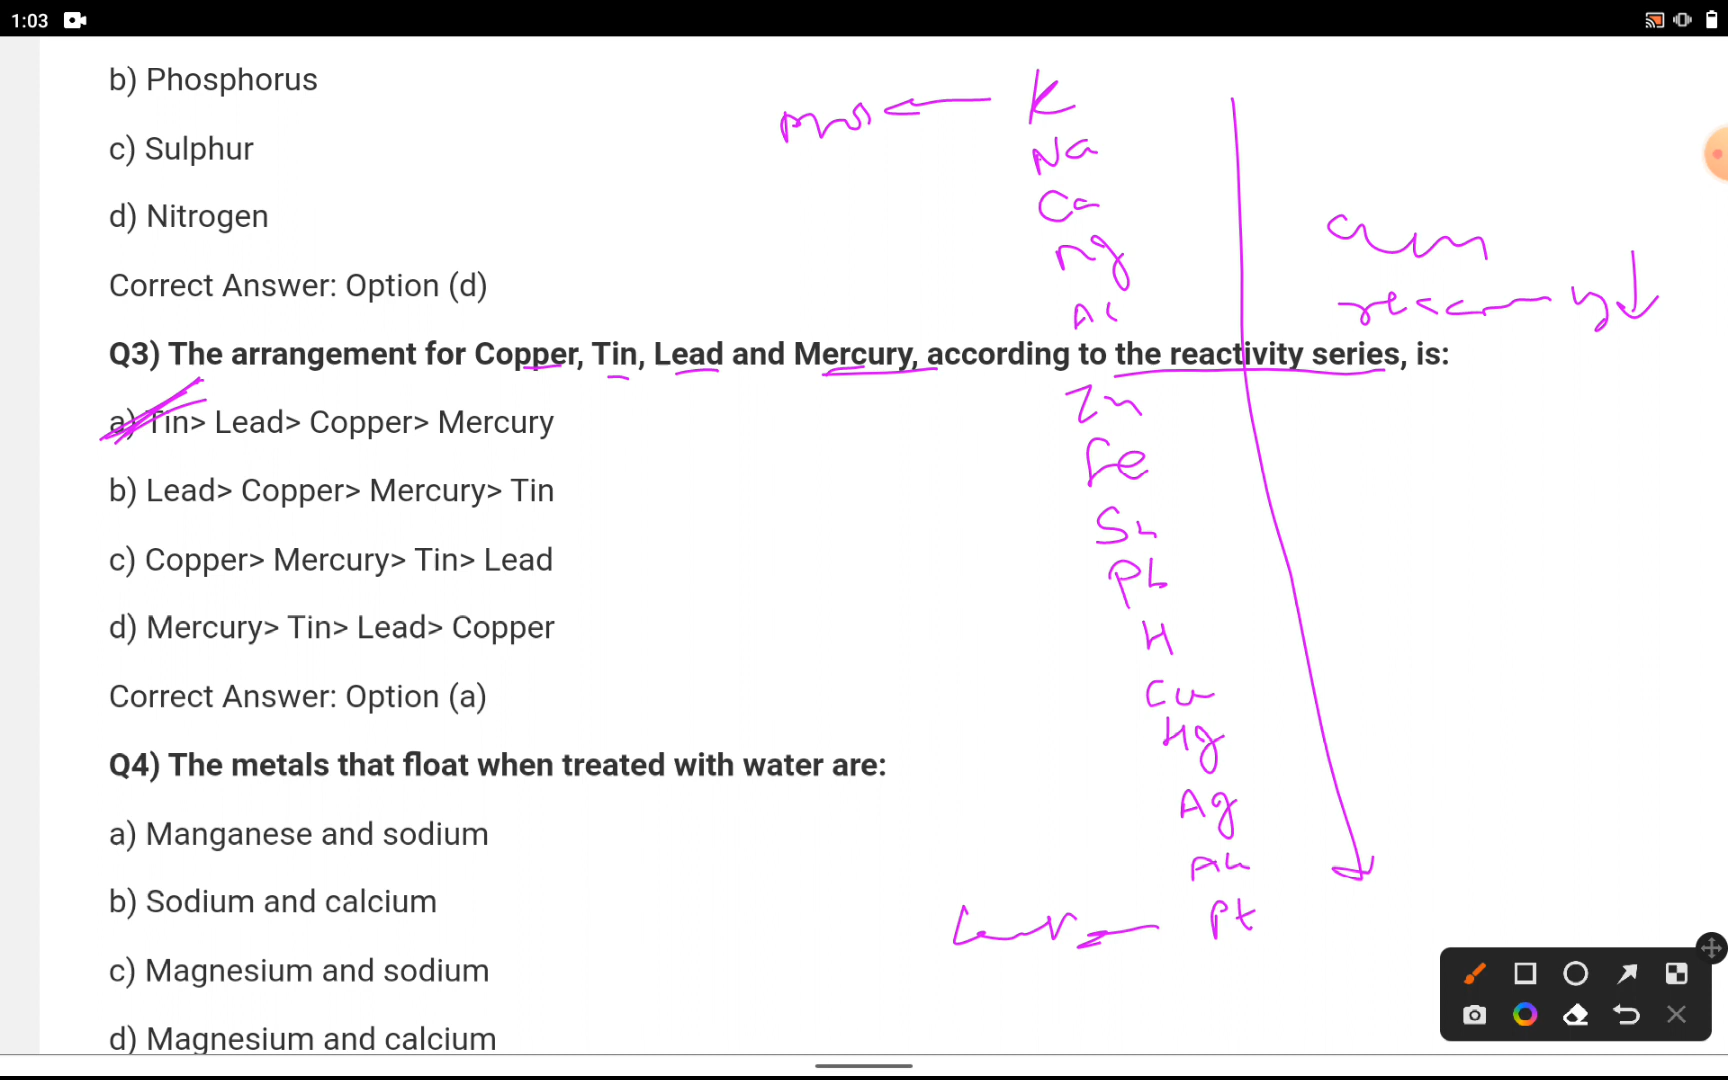 1:03
b) Phosphorus
c) Sulphur
d) Nitrogen
Correct Answer: Option (d)
Q3) The arrangement for Copper, Tin, Lead and Mercury, according to the reactivity series, is:
a) Tin> Lead> Copper> Mercury
b) Lead> Copper> Mercury> Tin
c) Copper> Mercury> Tin> Lead
d) Mercury> Tin> Lead> Copper
Correct Answer: Option (a)
Q4) The metals that float when treated with water are:
a) Manganese and sodium
b) Sodium and calcium
c) Magnesium and sodium
d) Magnesium and calcium
K
Na
Ca
Mg
Al
Zn
Fe
Sn
Pb
H
Cu
Hg
Ag
Au
Pt